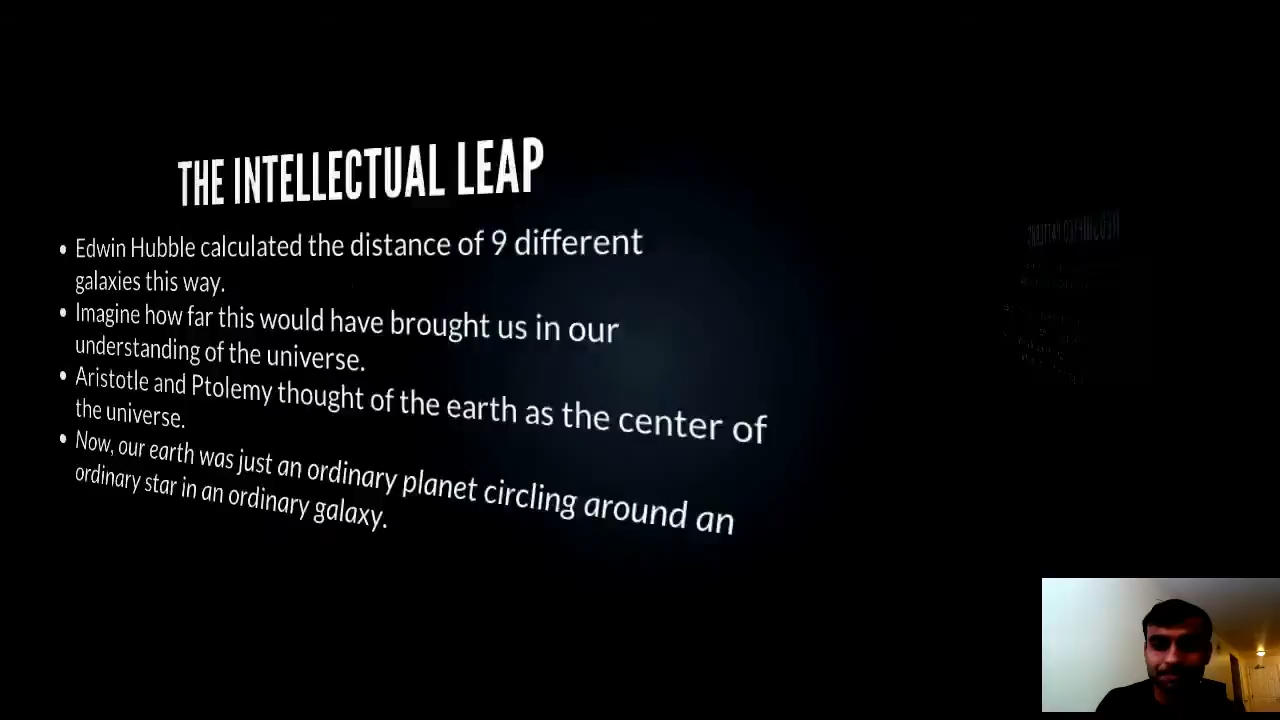 THE INTELLECTUAL LEAP
• Edwin Hubble calculated the distance of 9 different
galaxies this way.
• Imagine how far this would have brought us in our
understanding of the universe.
• Aristotle and Ptolemy thought of the earth as the center of
the universe.
• Now, our earth was just an ordinary planet circling around an
ordinary star in an ordinary galaxy.